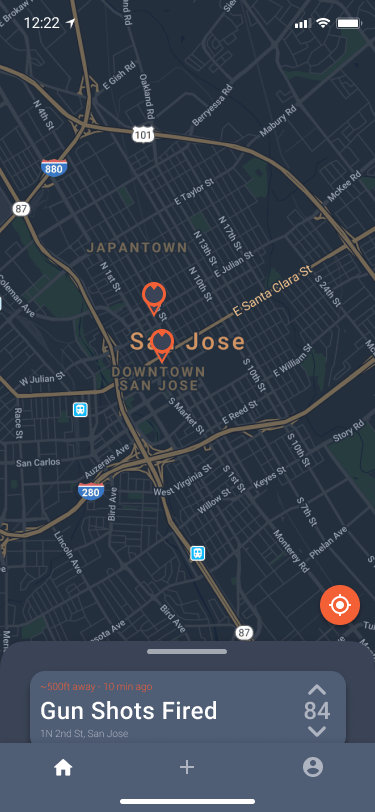 12:22
E Brokaw
Oakland Rd
E Gish Rd
N 4th St
Berryessa Rd
Mabury Rd
101
880
McKee Rd
87
E Taylor St
N 17th St
N 13th St
JAPANTOWN
E Julian St
N 1st St
N 10th St
Coleman Ave
S 24th St
E Santa Clara St
San Jose
DOWNTOWN
SAN JOSE
E William St
S 10th St
W Julian St
S Market St
E Reed St
Race St
Story Rd
S 10th St
Auzerais Ave
San Carlos
West Virginia St
S 1st St
Keyes St
280
Bird Ave
Willow St
S 7th St
Lincoln Ave
Monterey Rd
Phelan Ave
Bird Ave
87
~500ft away - 10 min ago
Gun Shots Fired
84
1N 2nd St, San Jose